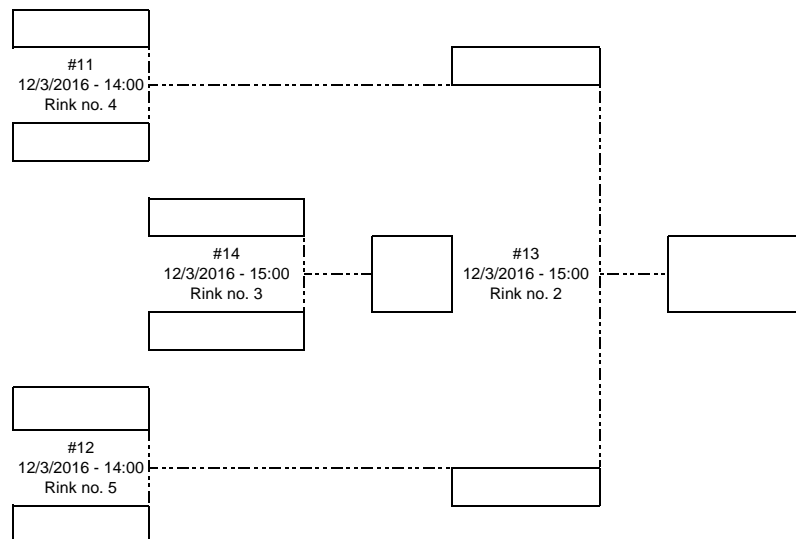 #11
12/3/2016 - 14:00
Rink no. 4
#14
12/3/2016 - 15:00
Rink no. 3
#13
12/3/2016 - 15:00
Rink no. 2
#12
12/3/2016 - 14:00
Rink no. 5